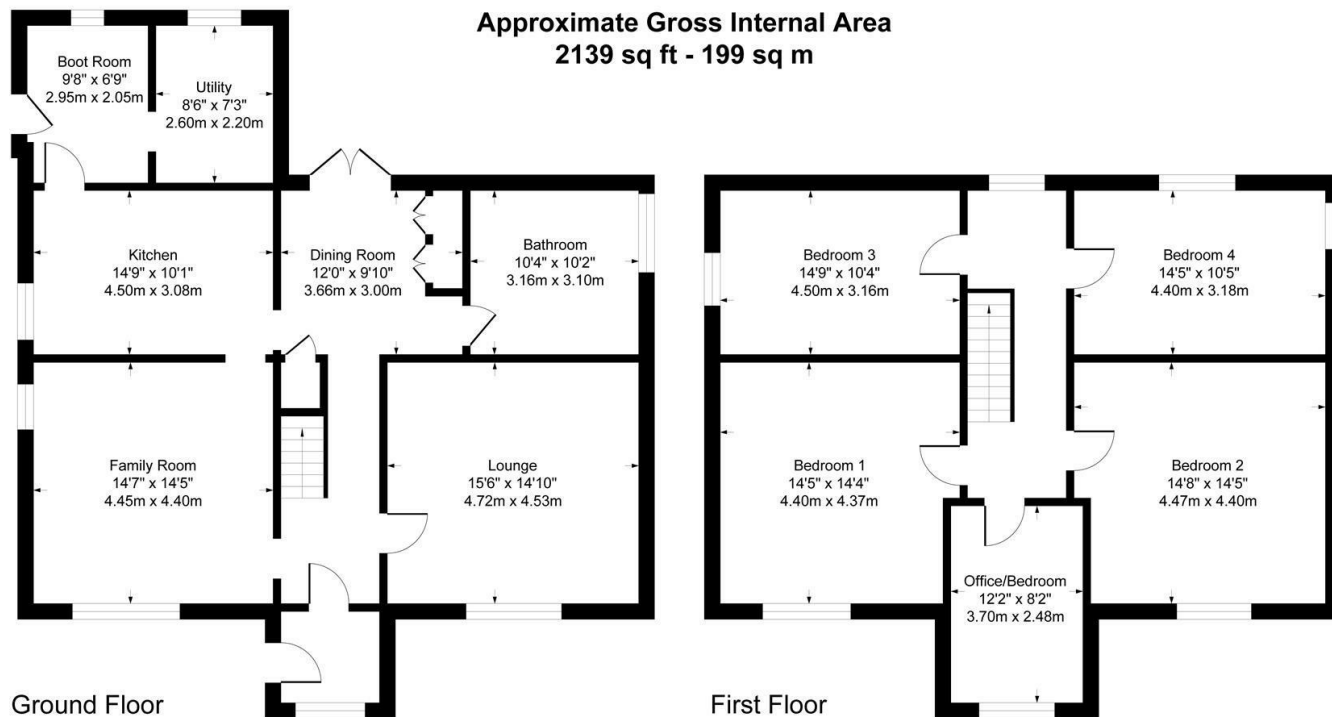 Approximate Gross Internal Area
2139 sq ft - 199 sq m
Boot Room
9'8" x 6'9"
2.95m x 2.05m
Utility
8'6" x 7'3"
2.60m x 2.20m
Kitchen
14'9" x 10'1"
4.50m x 3.08m
Dining Room
12'0" x 9'10"
3.66m x 3.00m
Bathroom
10'4" x 10'2"
3.16m x 3.10m
Family Room
14'7" x 14'5"
4.45m x 4.40m
Lounge
15'6" x 14'10"
4.72m x 4.53m
Ground Floor
Bedroom 3
14'9" x 10'4"
4.50m x 3.16m
Bedroom 4
14'5" x 10'5"
4.40m x 3.18m
Bedroom 1
14'5" x 14'4"
4.40m x 4.37m
Bedroom 2
14'8" x 14'5"
4.47m x 4.40m
Office/Bedroom
12'2" x 8'2"
3.70m x 2.48m
First Floor